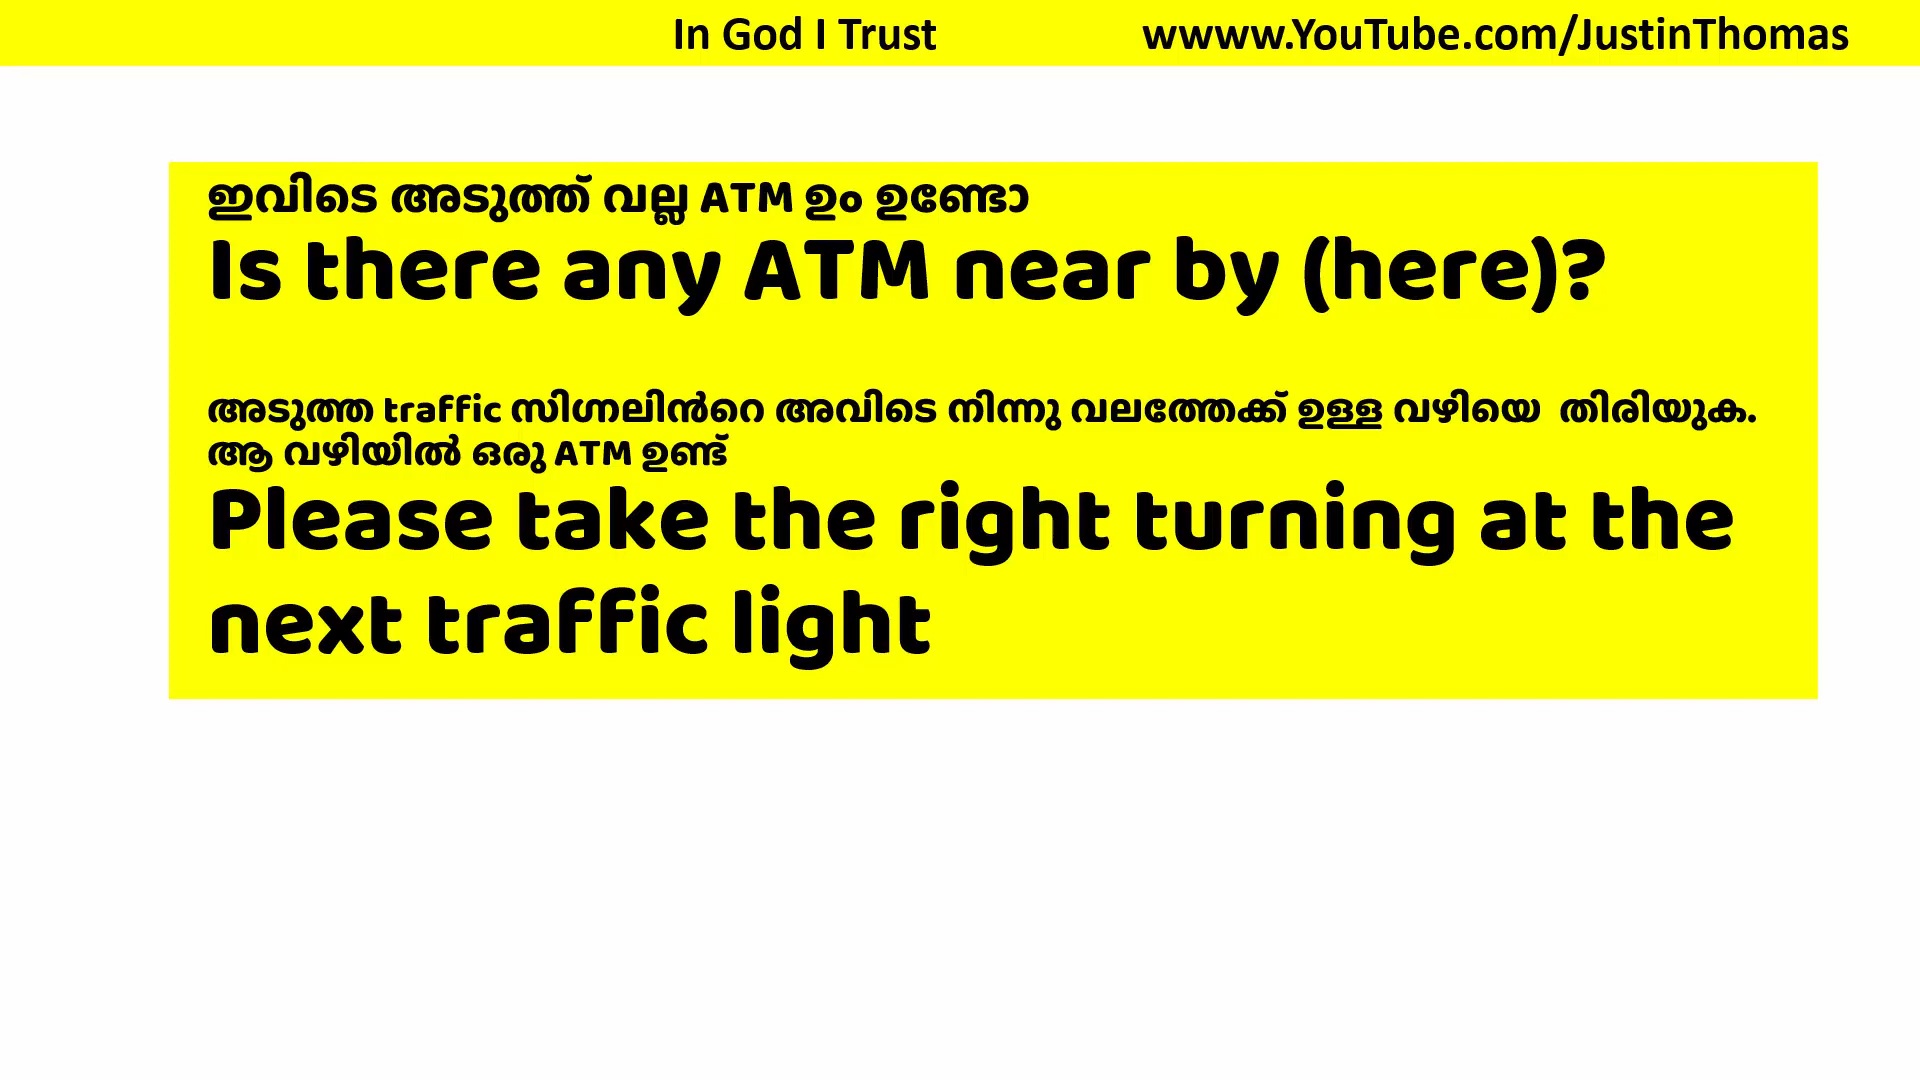 In God I Trust
wwww.YouTube.com/JustinThomas
ഇവിടെ അടുത്ത് വല്ല ATM ഉം ഉണ്ടോ
Is there any ATM near by (here)?
അടുത്ത traffic സിഗ്നലിൻറെ അവിടെ നിന്നു വലത്തേക്ക് ഉള്ള വഴിയെ തിരിയുക.
ആ വഴിയിൽ ഒരു ATM ഉണ്ട്
Please take the right turning at the
next traffic light